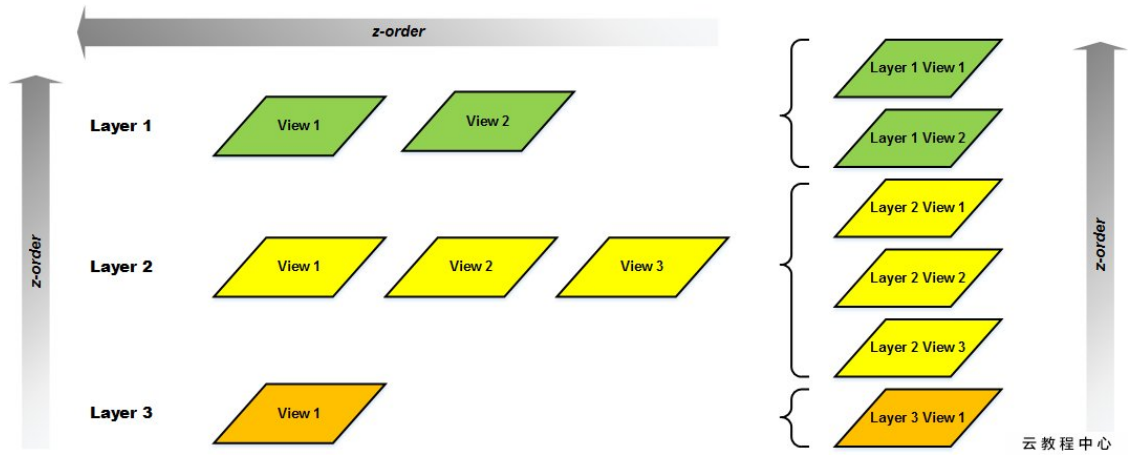 z-order
z-order
Layer 1
View 1
View 2
Layer 2
View 1
View 2
View 3
Layer 3
View 1
Layer 1 View 1
Layer 1 View 2
Layer 2 View 1
Layer 2 View 2
Layer 2 View 3
Layer 3 View 1
z-order
云教程中心